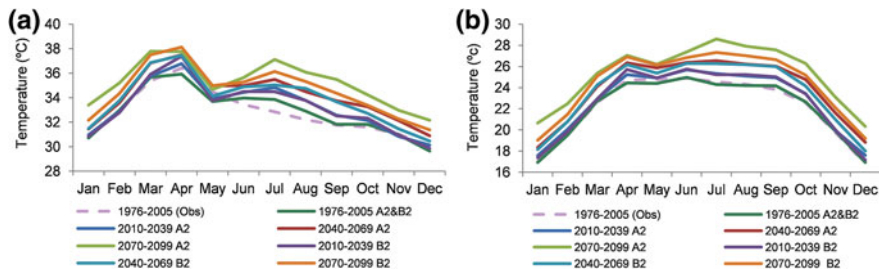 (a)
Temperature (ºC)
40
38
36
34
32
30
28
Jan Feb Mar Apr May Jun Jul Aug Sep Oct Nov Dec
1976-2005 (Obs) 1976-2005 A2&B2
2010-2039 A2 2040-2069 A2
2070-2099 A2 2010-2039 B2
2040-2069 B2 2070-2099 B2
(b)
Temperature (ºc)
30
28
26
24
22
20
18
16
Jan Feb Mar Apr May Jun Jul Aug Sep Oct Nov Dec
1976-2005 (Obs) 1976-2005 A2&B2
2010-2039 A2 2040-2069 A2
2070-2099 A2 2010-2039 B2
2040-2069 B2 2070-2099 B2